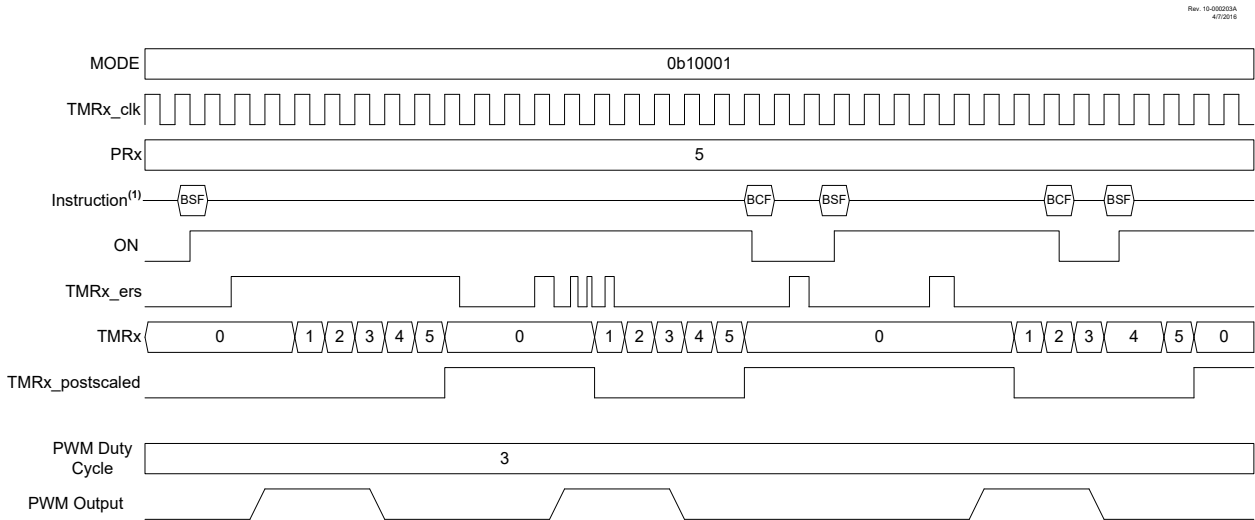 Rev. 10-000203A
4/7/2016
MODE 0b10001
TMRx_clk
PRx 5
Instruction(1) BSF BCF BSF BCF BSF
ON
TMRx_ers
TMRx 0 1 2 3 4 5 0 1 2 3 4 5 0 1 2 3 4 5 0
TMRx_postscaled
PWM Duty
Cycle 3
PWM Output